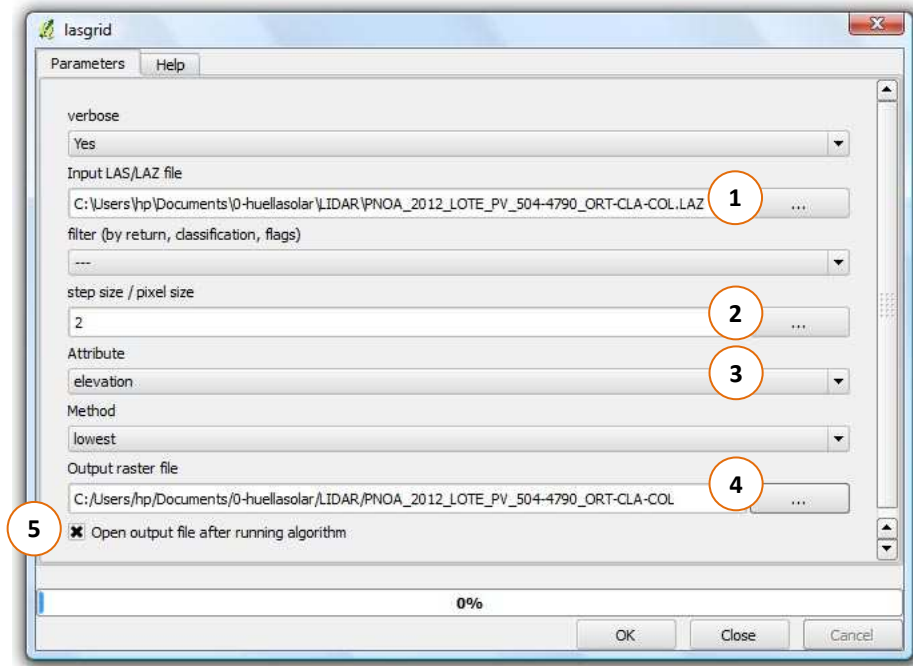 lasgrid
Parameters Help
verbose
Yes
Input LAS/LAZ file
C:\Users\hp\Documents\0-huellasolar\LIDAR\PNOA_2012_LOTE_PV_504-4790_ORT-CLA-COL.LAZ 1 ...
filter (by return, classification, flags)
---
step size / pixel size
2 2 ...
Attribute
elevation 3
Method
lowest
Output raster file
C:/Users/hp/Documents/0-huellasolar/LIDAR/PNOA_2012_LOTE_PV_504-4790_ORT-CLA-COL 4 ...
5 Open output file after running algorithm
0%
OK Close Cancel